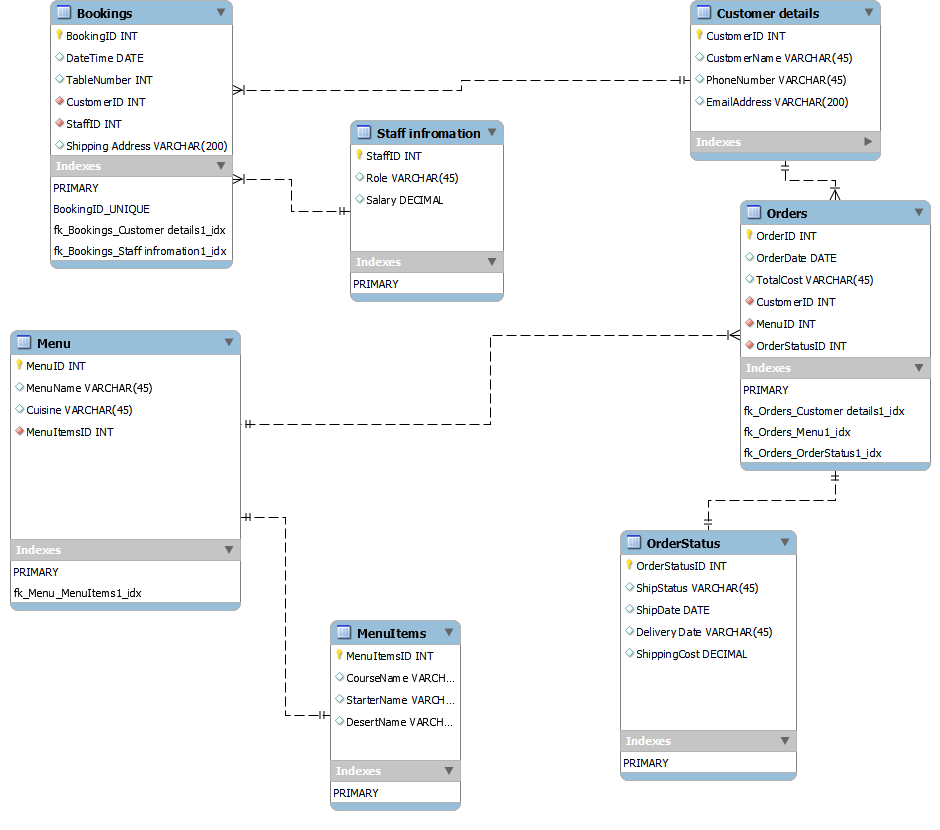 Bookings
BookingID INT
DateTime DATE
TableNumber INT
CustomerID INT
StaffID INT
Shipping Address VARCHAR(200)
Indexes
PRIMARY
BookingID_UNIQUE
fk_Bookings_Customer details1_idx
fk_Bookings_Staff infromation1_idx
Customer details
CustomerID INT
CustomerName VARCHAR(45)
PhoneNumber VARCHAR(45)
EmailAddress VARCHAR(200)
Indexes
Staff infromation
StaffID INT
Role VARCHAR(45)
Salary DECIMAL
Indexes
PRIMARY
Orders
OrderID INT
OrderDate DATE
TotalCost VARCHAR(45)
CustomerID INT
MenuID INT
OrderStatusID INT
Indexes
PRIMARY
fk_Orders_Customer details1_idx
fk_Orders_Menu1_idx
fk_Orders_OrderStatus1_idx
Menu
MenuID INT
MenuName VARCHAR(45)
Cuisine VARCHAR(45)
MenuItemsID INT
Indexes
PRIMARY
fk_Menu_MenuItems1_idx
OrderStatus
OrderStatusID INT
ShipStatus VARCHAR(45)
ShipDate DATE
Delivery Date VARCHAR(45)
ShippingCost DECIMAL
Indexes
PRIMARY
MenuItems
MenuItemsID INT
CourseName VARCH...
StarterName VARCH...
DesertName VARCH...
Indexes
PRIMARY